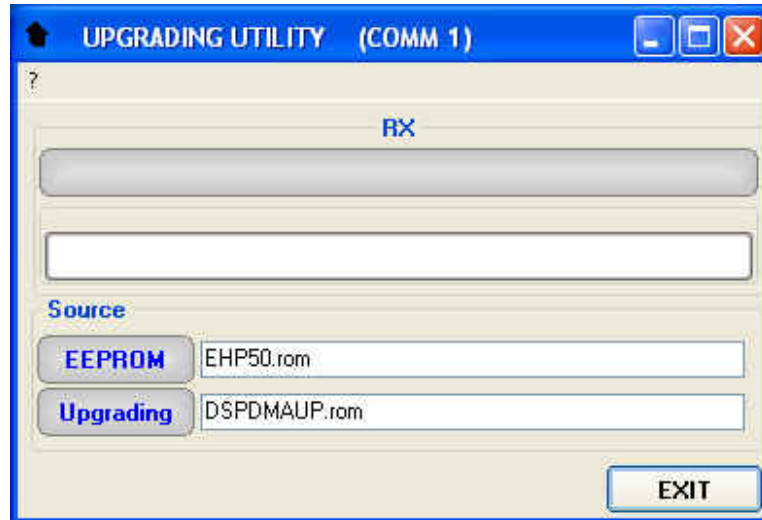 UPGRADING UTILITY (COMM 1)
?
RX
Source
EEPROM EHP50.rom
Upgrading DSPDMAUP.rom
EXIT